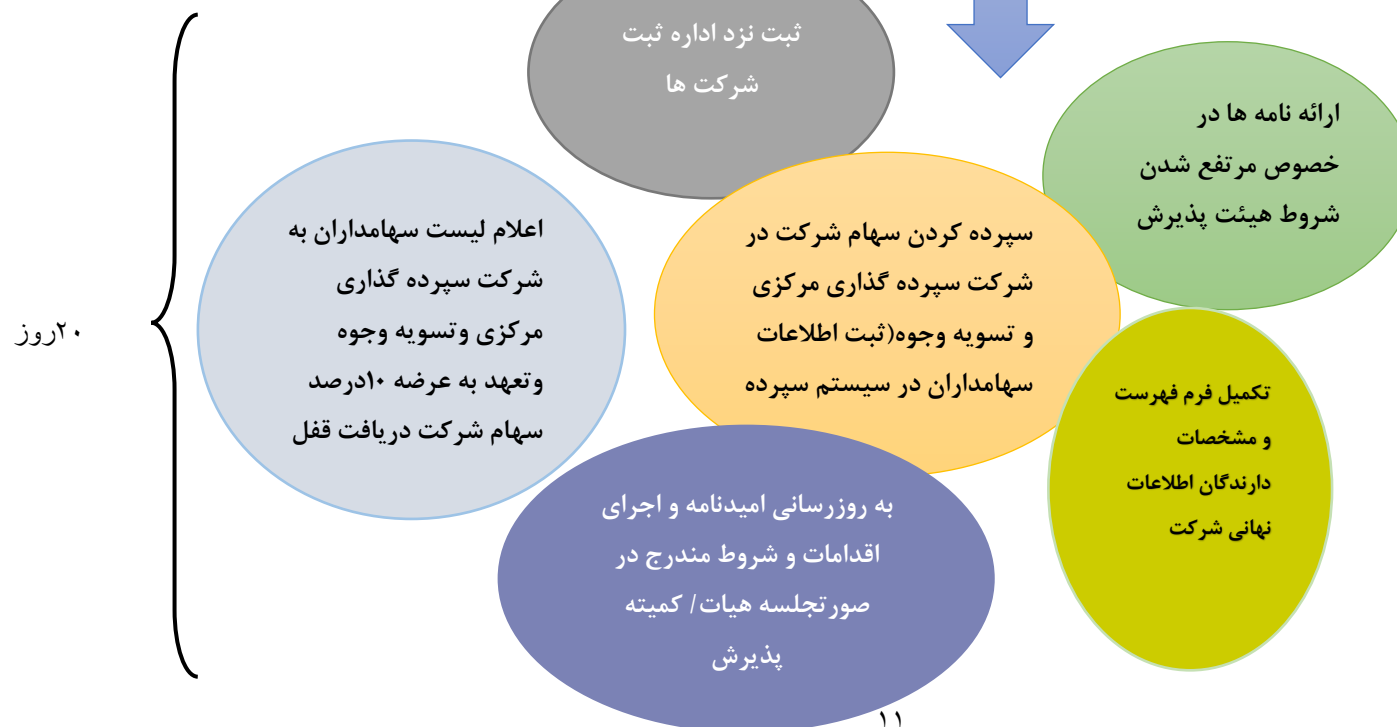 ثبت نزد اداره ثبت
شرکت ها
ارائه نامه ها در
خصوص مرتفع شدن
شروط هیئت پذیرش
سپرده کردن سهام شرکت در
شرکت سپرده گذاری مرکزی
و تسویه وجوه(ثبت اطلاعات
سهامداران در سیستم سپرده
اعلام لیست سهامداران به
شرکت سپرده گذاری
مرکزی وتسویه وجوه
وتعهد به عرضه ۱۰درصد
سهام شرکت دریافت قفل
۲۰روز
تکمیل فرم فهرست
و مشخصات
دارندگان اطلاعات
نهانی شرکت
به روزرسانی امیدنامه و اجرای
اقدامات و شروط مندرج در
صورتجلسه هیات/ کمیته
پذیرش
۱۱